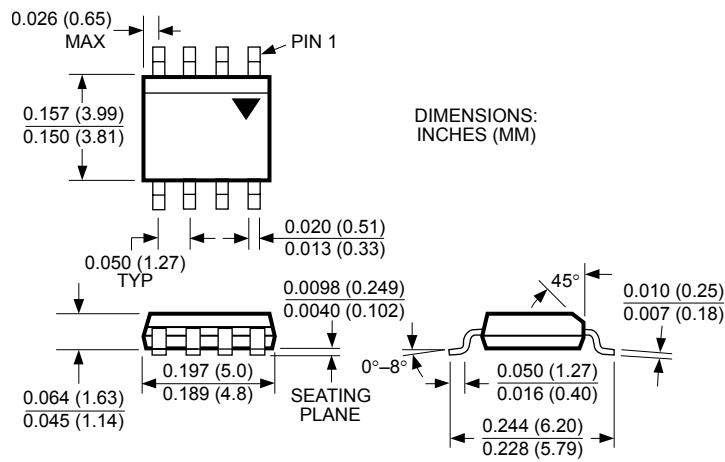 0.026 (0.65)
MAX
PIN 1
0.157 (3.99)
0.150 (3.81)
DIMENSIONS:
INCHES (MM)
0.020 (0.51)
0.013 (0.33)
0.050 (1.27)
TYP
0.0098 (0.249)
0.0040 (0.102)
45°
0.010 (0.25)
0.007 (0.18)
0°–8°
0.197 (5.0)
0.189 (4.8)
SEATING
PLANE
0.050 (1.27)
0.016 (0.40)
0.064 (1.63)
0.045 (1.14)
0.244 (6.20)
0.228 (5.79)